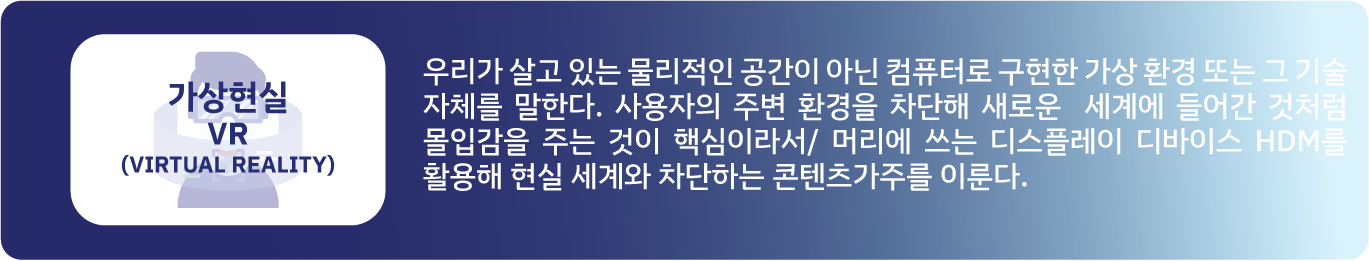 가상현실
VR
(VIRTUAL REALITY)
우리가 살고 있는 물리적인 공간이 아닌 컴퓨터로 구현한 가상 환경 또는 그 기술
자체를 말한다. 사용자의 주변 환경을 차단해 새로운  세계에 들어간 것처럼
몰입감을 주는 것이 핵심이라서/ 머리에 쓰는 디스플레이 디바이스 HDM를
활용해 현실 세계와 차단하는 콘텐츠가주를 이룬다.